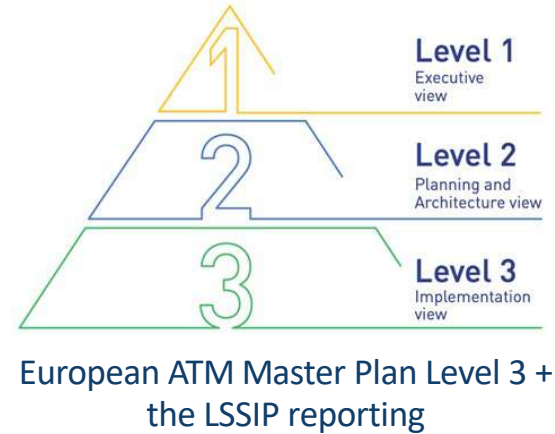 1
Level 1
Executive
view
2
Level 2
Planning and
Architecture view
3
Level 3
Implementation
view
European ATM Master Plan Level 3 +
the LSSIP reporting